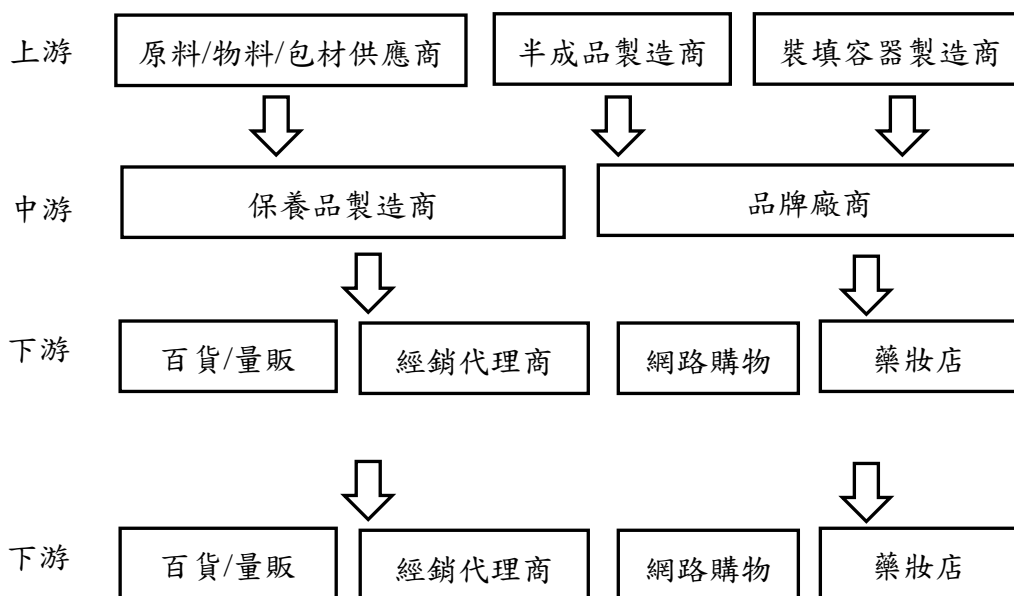 上游 原料/物料/包材供應商 半成品製造商 裝填容器製造商
中游 保養品製造商 品牌廠商
下游 百貨/量販 經銷代理商 網路購物 藥妝店
下游 百貨/量販 經銷代理商 網路購物 藥妝店